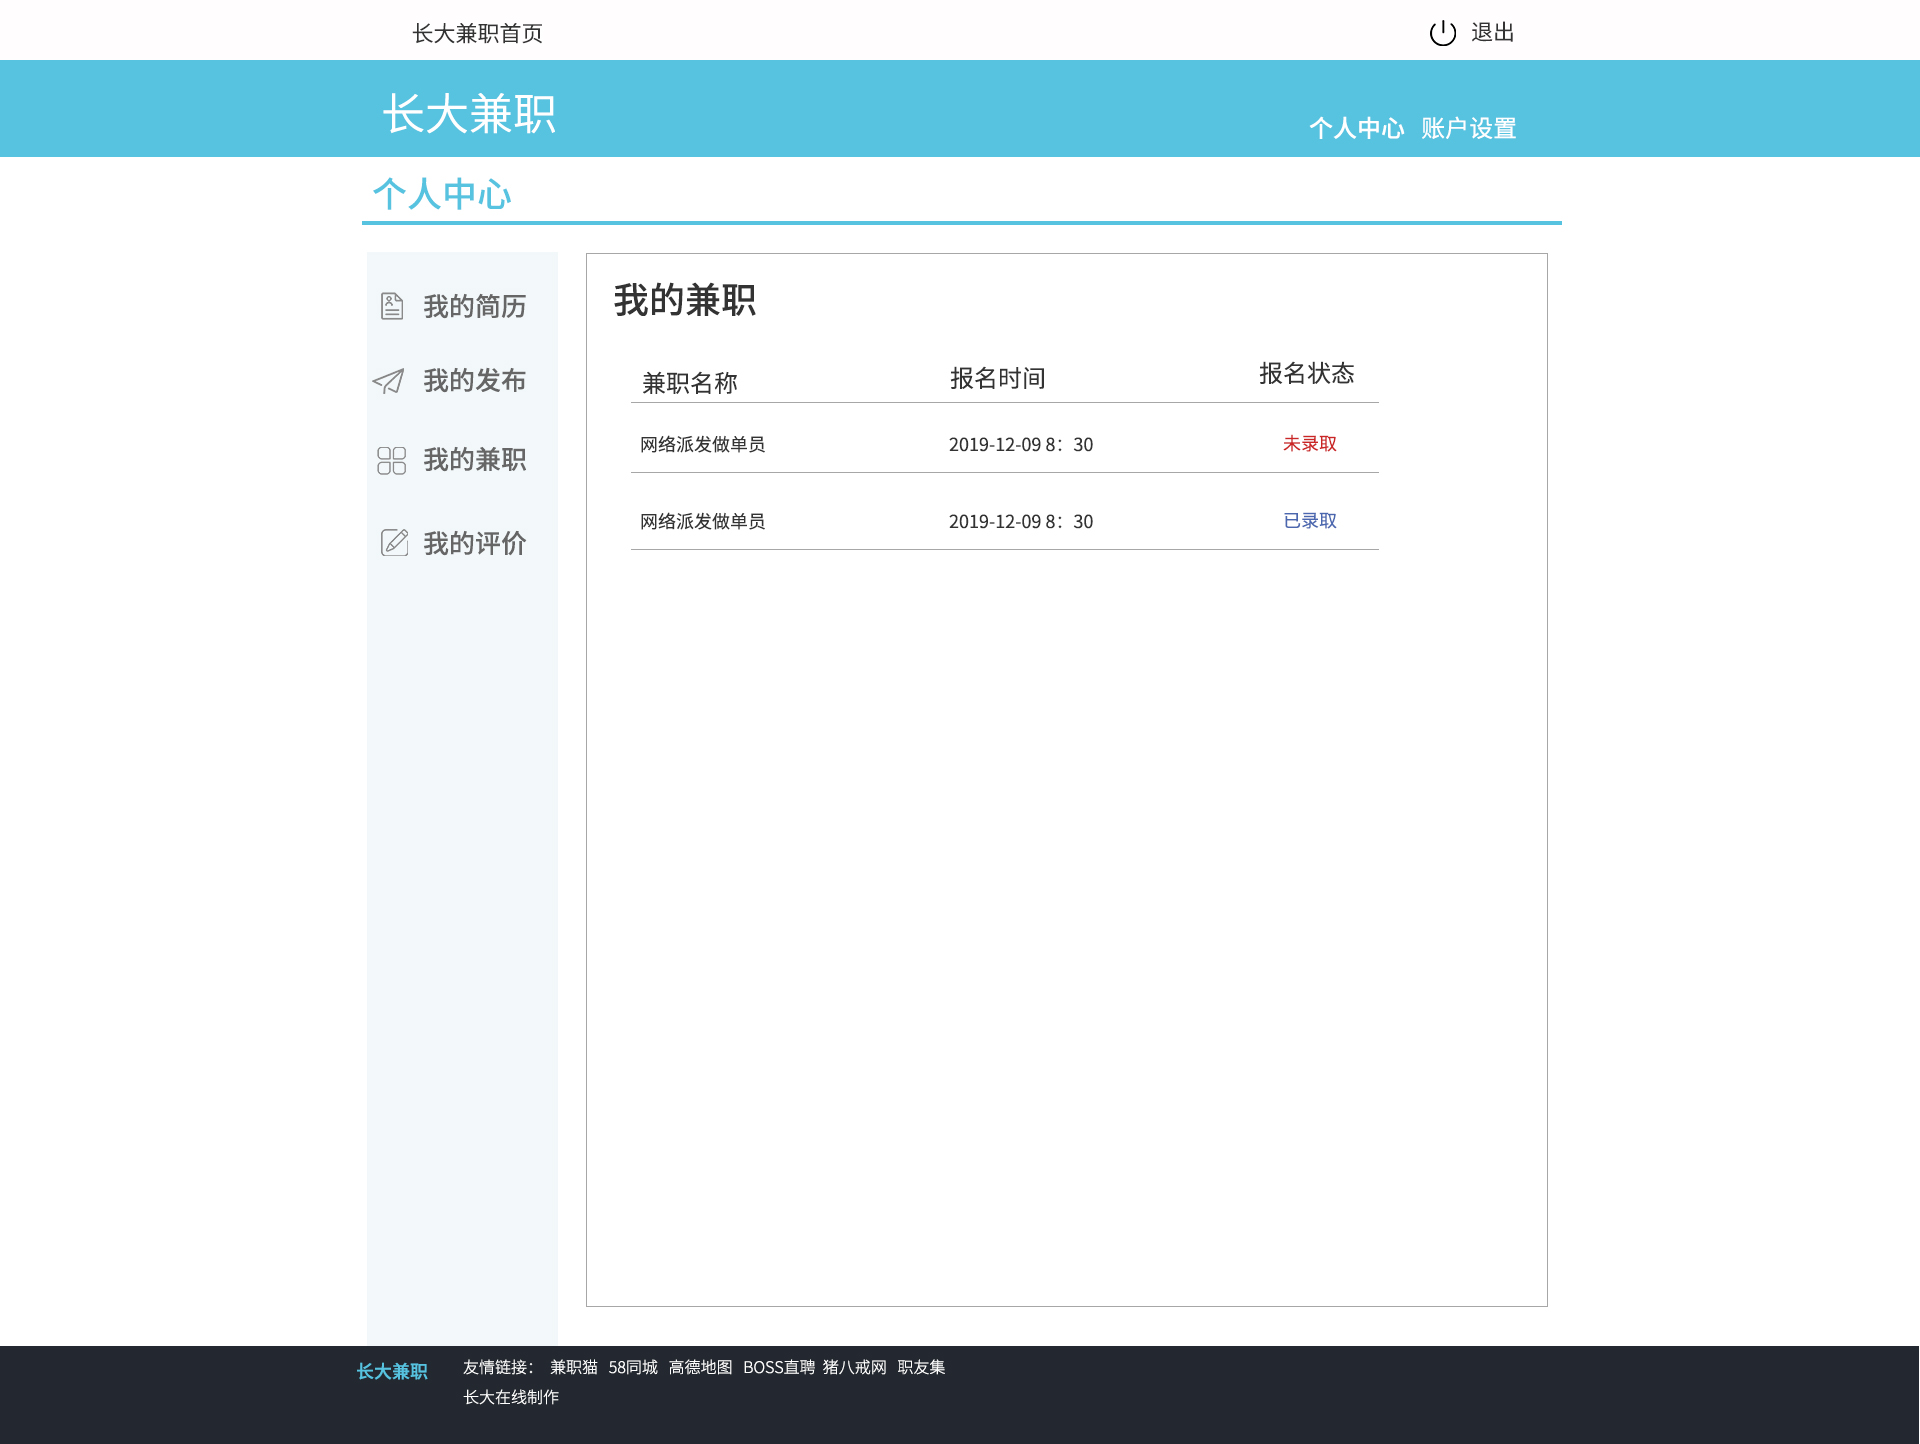 长大兼职首页 退出
长大兼职
个人中心 账户设置
个人中心
我的简历
我的发布
我的兼职
我的评价
我的兼职
兼职名称 报名时间 报名状态
网络派发做单员 2019-12-09 8：30 未录取
网络派发做单员 2019-12-09 8：30 已录取
长大兼职 友情链接： 兼职猫 58同城 高德地图 BOSS直聘 猪八戒网 职友集
长大在线制作